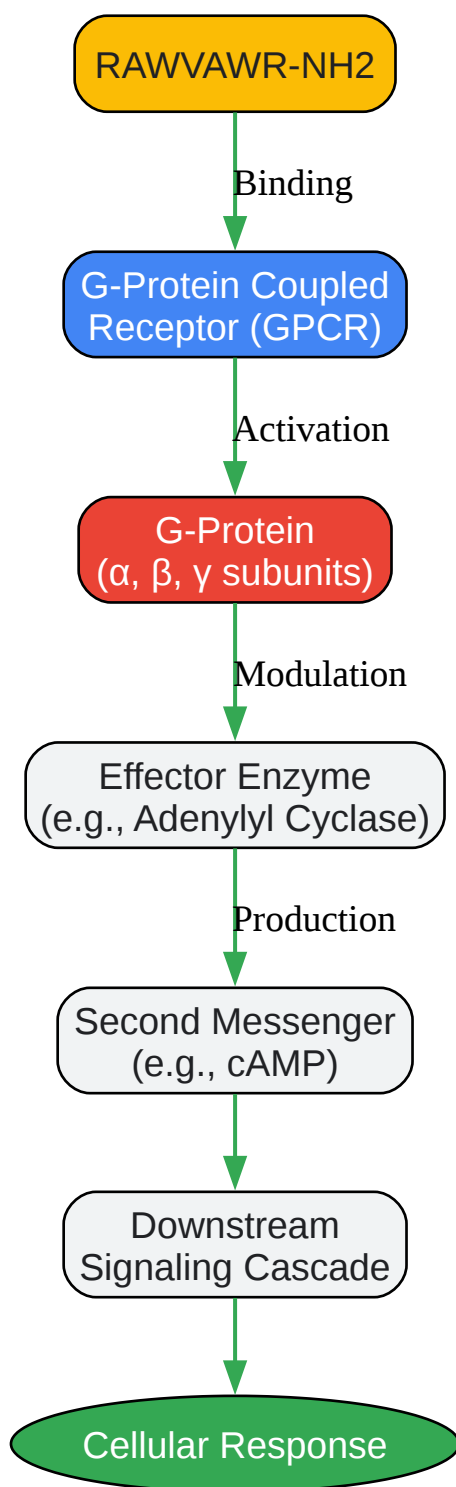 RAWVAWR-NH2
Binding
G-Protein Coupled
Receptor (GPCR)
Activation
G-Protein
(α, β, γ subunits)
Modulation
Effector Enzyme
(e.g., Adenylyl Cyclase)
Production
Second Messenger
(e.g., cAMP)
Downstream
Signaling Cascade
Cellular Response